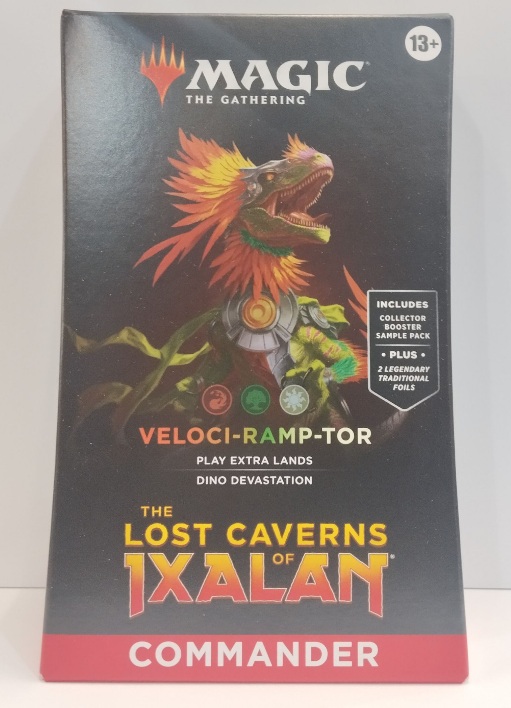 13+
MAGIC
THE GATHERING
INCLUDES
COLLECTOR
BOOSTER
SAMPLE PACK
• PLUS •
2 LEGENDARY
TRADITIONAL
FOILS
VELOCI-RAMP-TOR
PLAY EXTRA LANDS
DINO DEVASTATION
THE
LOST CAVERNS
OF
IXALAN®
COMMANDER